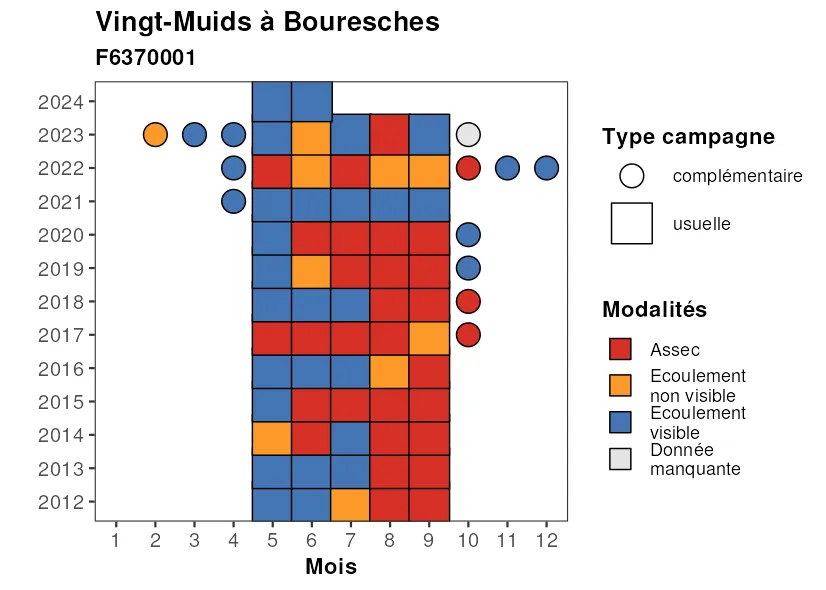 Vingt-Muids à Bouresches
F6370001
2024
2023
2022
2021
2020
2019
2018
2017
2016
2015
2014
2013
2012
1 2 3 4 5 6 7 8 9 10 11 12
Mois
Type campagne
complémentaire
usuelle
Modalités
Assec
Ecoulement
non visible
Ecoulement
visible
Donnée
manquante